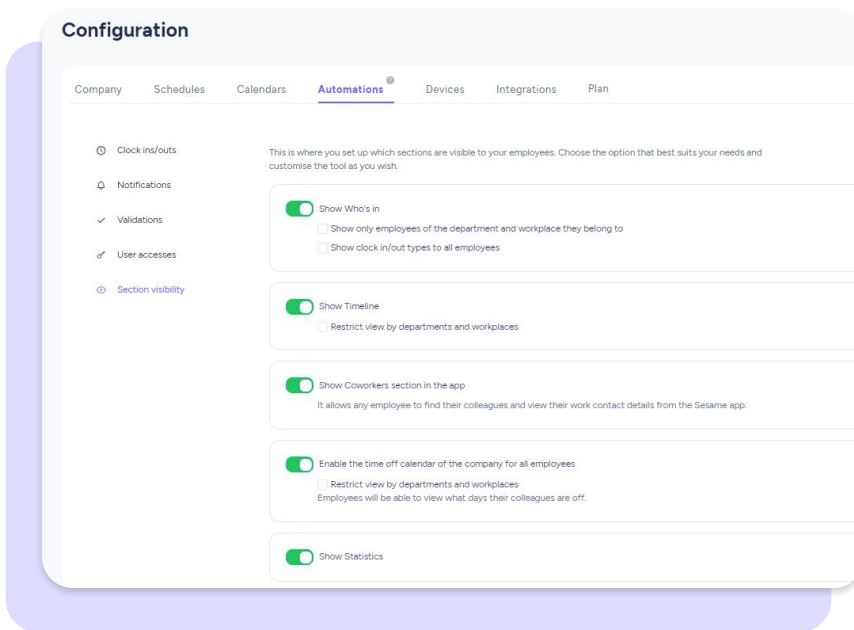 Configuration
Company Schedules Calendars Automations Devices Integrations Plan
Clock ins/outs
Notifications
Validations
User accesses
Section visibility
This is where you set up which sections are visible to your employees. Choose the option that best suits your needs and
customise the tool as you wish.
Show Who's in
Show only employees of the department and workplace they belong to
Show clock in/out types to all employees
Show Timeline
Restrict view by departments and workplaces
Show Coworkers section in the app
It allows any employee to find their colleagues and view their work contact details from the Sesame app.
Enable the time off calendar of the company for all employees
Restrict view by departments and workplaces
Employees will be able to view what days their colleagues are off.
Show Statistics